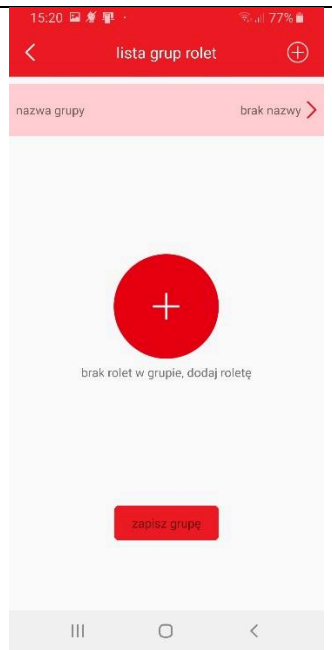 15:20 77%
lista grup rolet
nazwa grupy brak nazwy
brak rolet w grupie, dodaj roletę
zapisz grupę